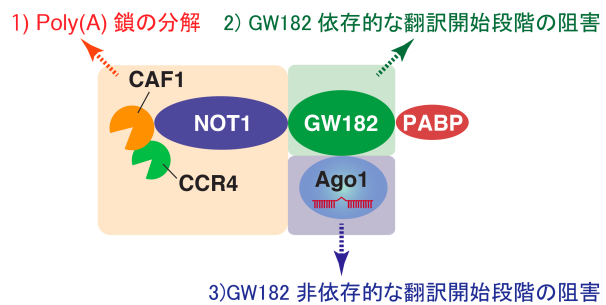 1) Poly(A) 鎖の分解
2) GW182 依存的な翻訳開始段階の阻害
CAF1
NOT1
GW182
PABP
CCR4
Ago1
3)GW182 非依存的な翻訳開始段階の阻害